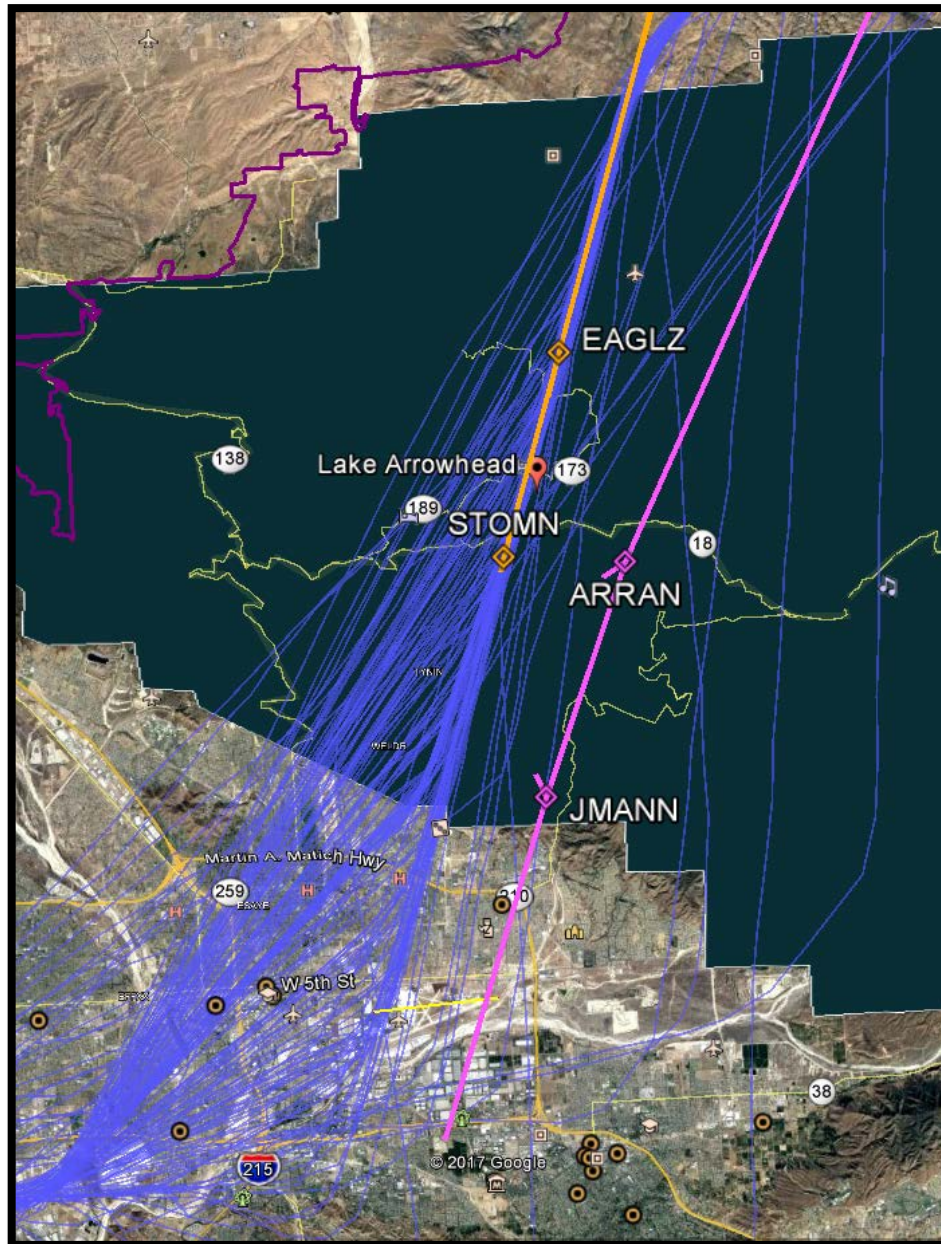 EAGLZ
Lake Arrowhead
173
138
189
STOMN
18
ARRAN
JMANN
Martin A. Matich Hwy
259
210
W 5th St
38
215
© 2017 Google